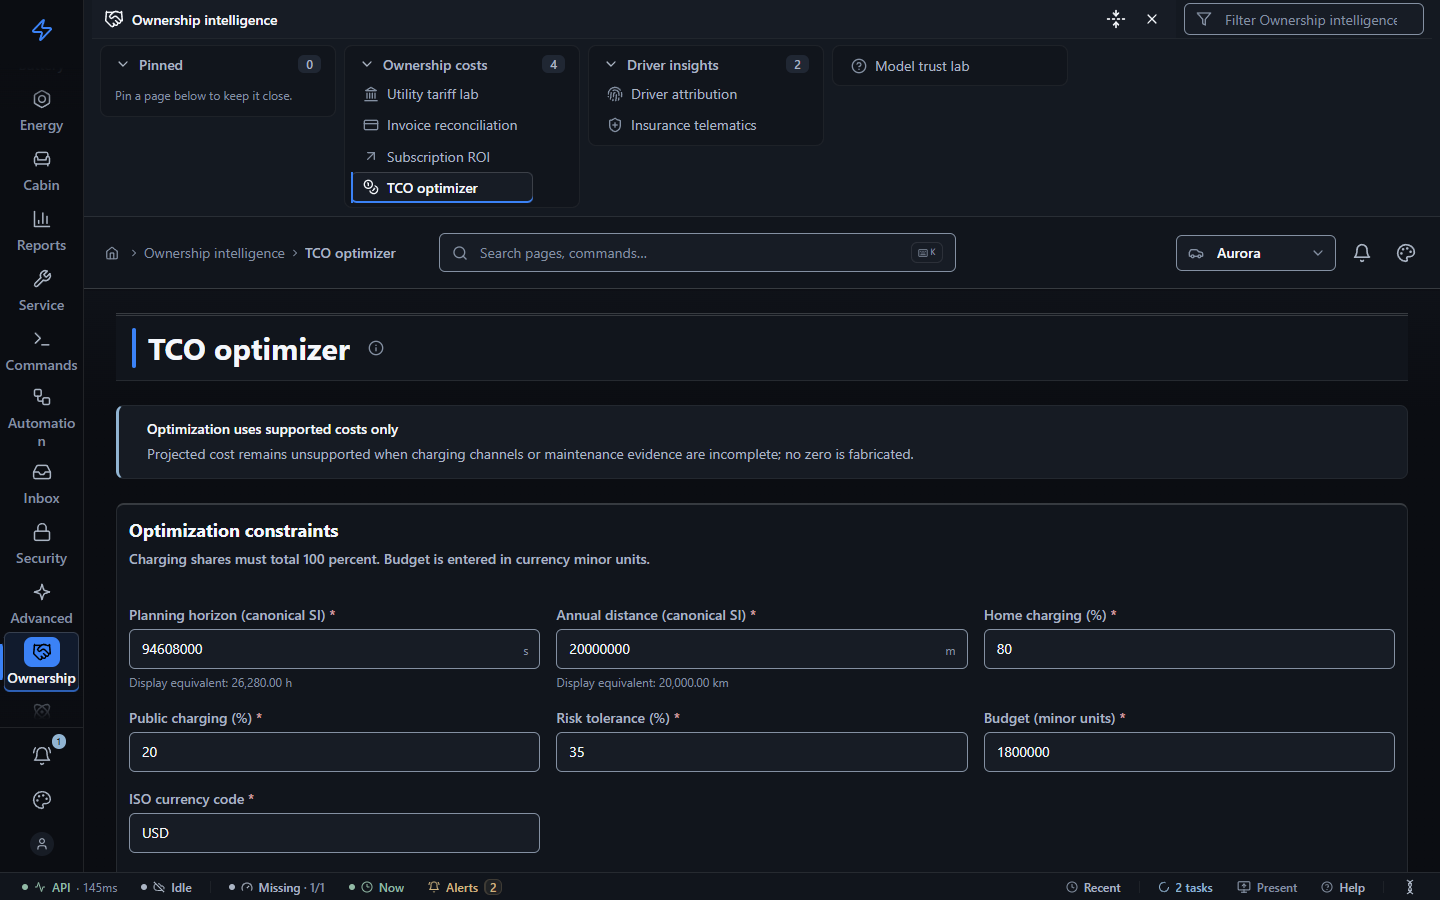 Ownership intelligence
Filter Ownership intelligence
Pinned
0
Pin a page below to keep it close.
Ownership costs
4
Utility tariff lab
Invoice reconciliation
Subscription ROI
TCO optimizer
Driver insights
2
Driver attribution
Insurance telematics
Model trust lab
Energy
Cabin
Reports
Service
Commands
Automatio
n
Inbox
Security
Advanced
Ownership
1
Ownership intelligence
TCO optimizer
Search pages, commands...
K
Aurora
TCO optimizer
Optimization uses supported costs only
Projected cost remains unsupported when charging channels or maintenance evidence are incomplete; no zero is fabricated.
Optimization constraints
Charging shares must total 100 percent. Budget is entered in currency minor units.
Planning horizon (canonical SI) *
94608000
s
Display equivalent: 26,280.00 h
Annual distance (canonical SI) *
20000000
m
Display equivalent: 20,000.00 km
Home charging (%) *
80
Public charging (%) *
20
Risk tolerance (%) *
35
Budget (minor units) *
1800000
ISO currency code *
USD
API · 145ms
Idle
Missing · 1/1
Now
Alerts 2
Recent
2 tasks
Present
Help